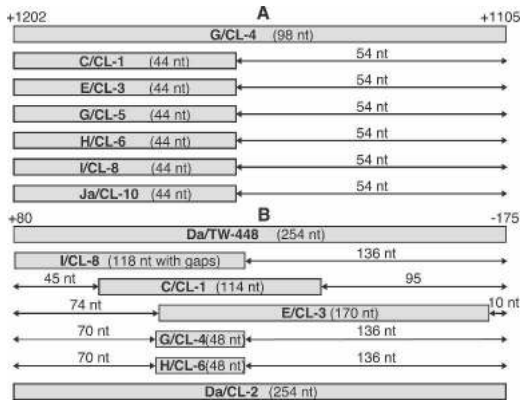 +1202 A +1105
G/CL-4 (98 nt)
C/CL-1 (44 nt) 54 nt
E/CL-3 (44 nt) 54 nt
G/CL-5 (44 nt) 54 nt
H/CL-6 (44 nt) 54 nt
I/CL-8 (44 nt) 54 nt
Ja/CL-10 (44 nt) 54 nt
+80 B -175
Da/TW-448 (254 nt)
I/CL-8 (118 nt with gaps) 136 nt
45 nt C/CL-1 (114 nt) 95
74 nt E/CL-3 (170 nt) 10 nt
70 nt G/CL-4(48 nt) 136 nt
70 nt H/CL-6(48 nt) 136 nt
Da/CL-2 (254 nt)